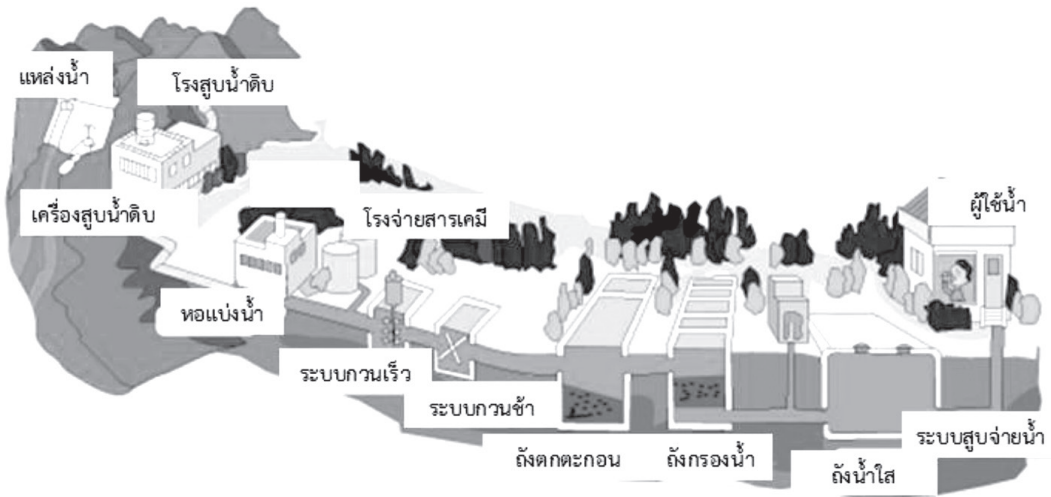 แหล่งน้ำ
โรงสูบน้ำดิบ
เครื่องสูบน้ำดิบ
โรงจ่ายสารเคมี
ผู้ใช้น้ำ
หอแบ่งน้ำ
ระบบกวนเร็ว
ระบบกวนช้า
ถังตกตะกอน
ถังกรองน้ำ
ถังน้ำใส
ระบบสูบจ่ายน้ำ